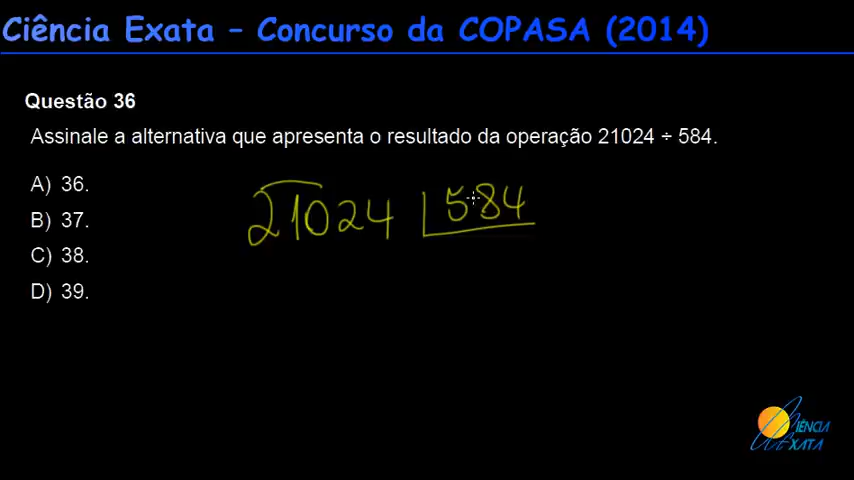 Ciência Exata – Concurso da COPASA (2014)
Questão 36
Assinale a alternativa que apresenta o resultado da operação 21024 ÷ 584.
A) 36.
B) 37.
C) 38.
D) 39.
21024 584
CIÊNCIA
EXATA